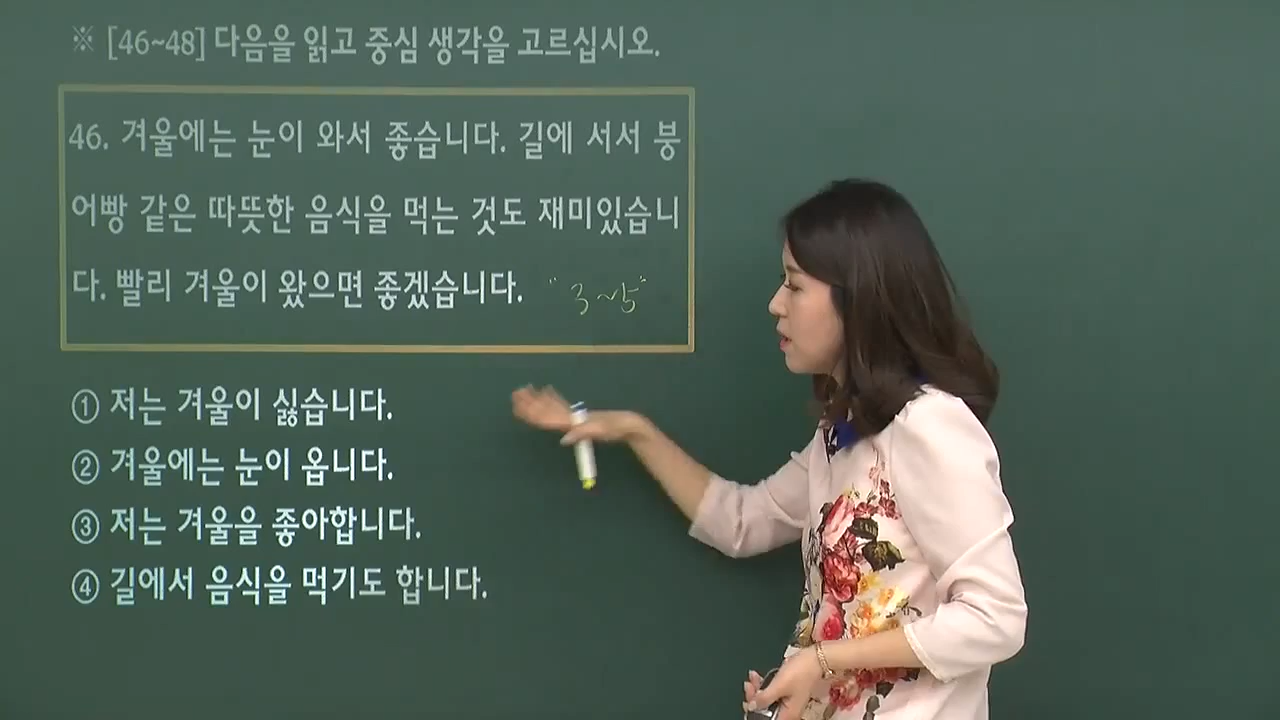 ※ [46~48] 다음을 읽고 중심 생각을 고르십시오.
46. 겨울에는 눈이 와서 좋습니다. 길에 서서 붕
어빵 같은 따뜻한 음식을 먹는 것도 재미있습니
다. 빨리 겨울이 왔으면 좋겠습니다.
① 저는 겨울이 싫습니다.
② 겨울에는 눈이 옵니다.
③ 저는 겨울을 좋아합니다.
④ 길에서 음식을 먹기도 합니다.